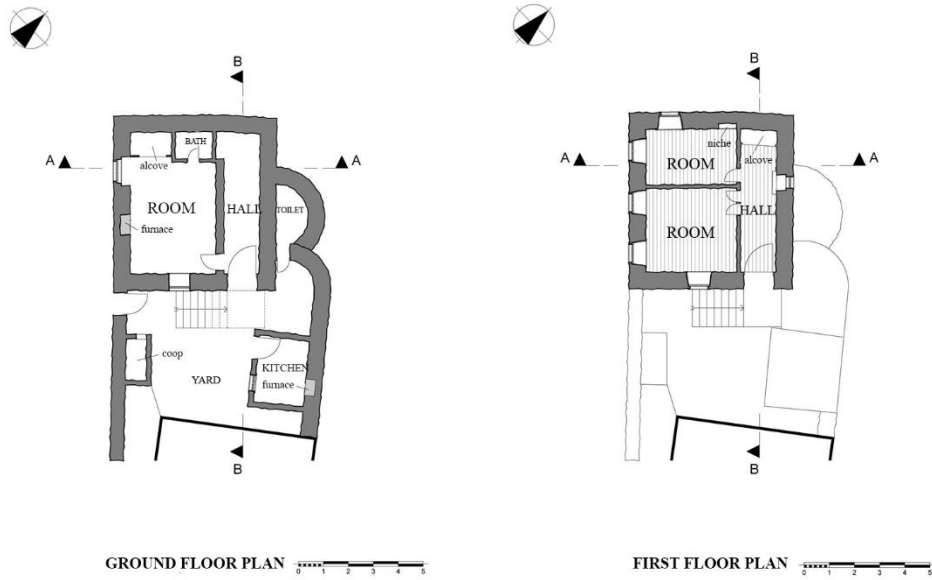 B
A
A
BATH
alcove
ROOM
HALL
TOILET
furnace
coop
KITCHEN
furnace
YARD
B
GROUND FLOOR PLAN
0 1 2 3 4 5
B
A
A
niche
alcove
ROOM
HALL
ROOM
B
FIRST FLOOR PLAN
0 1 2 3 4 5